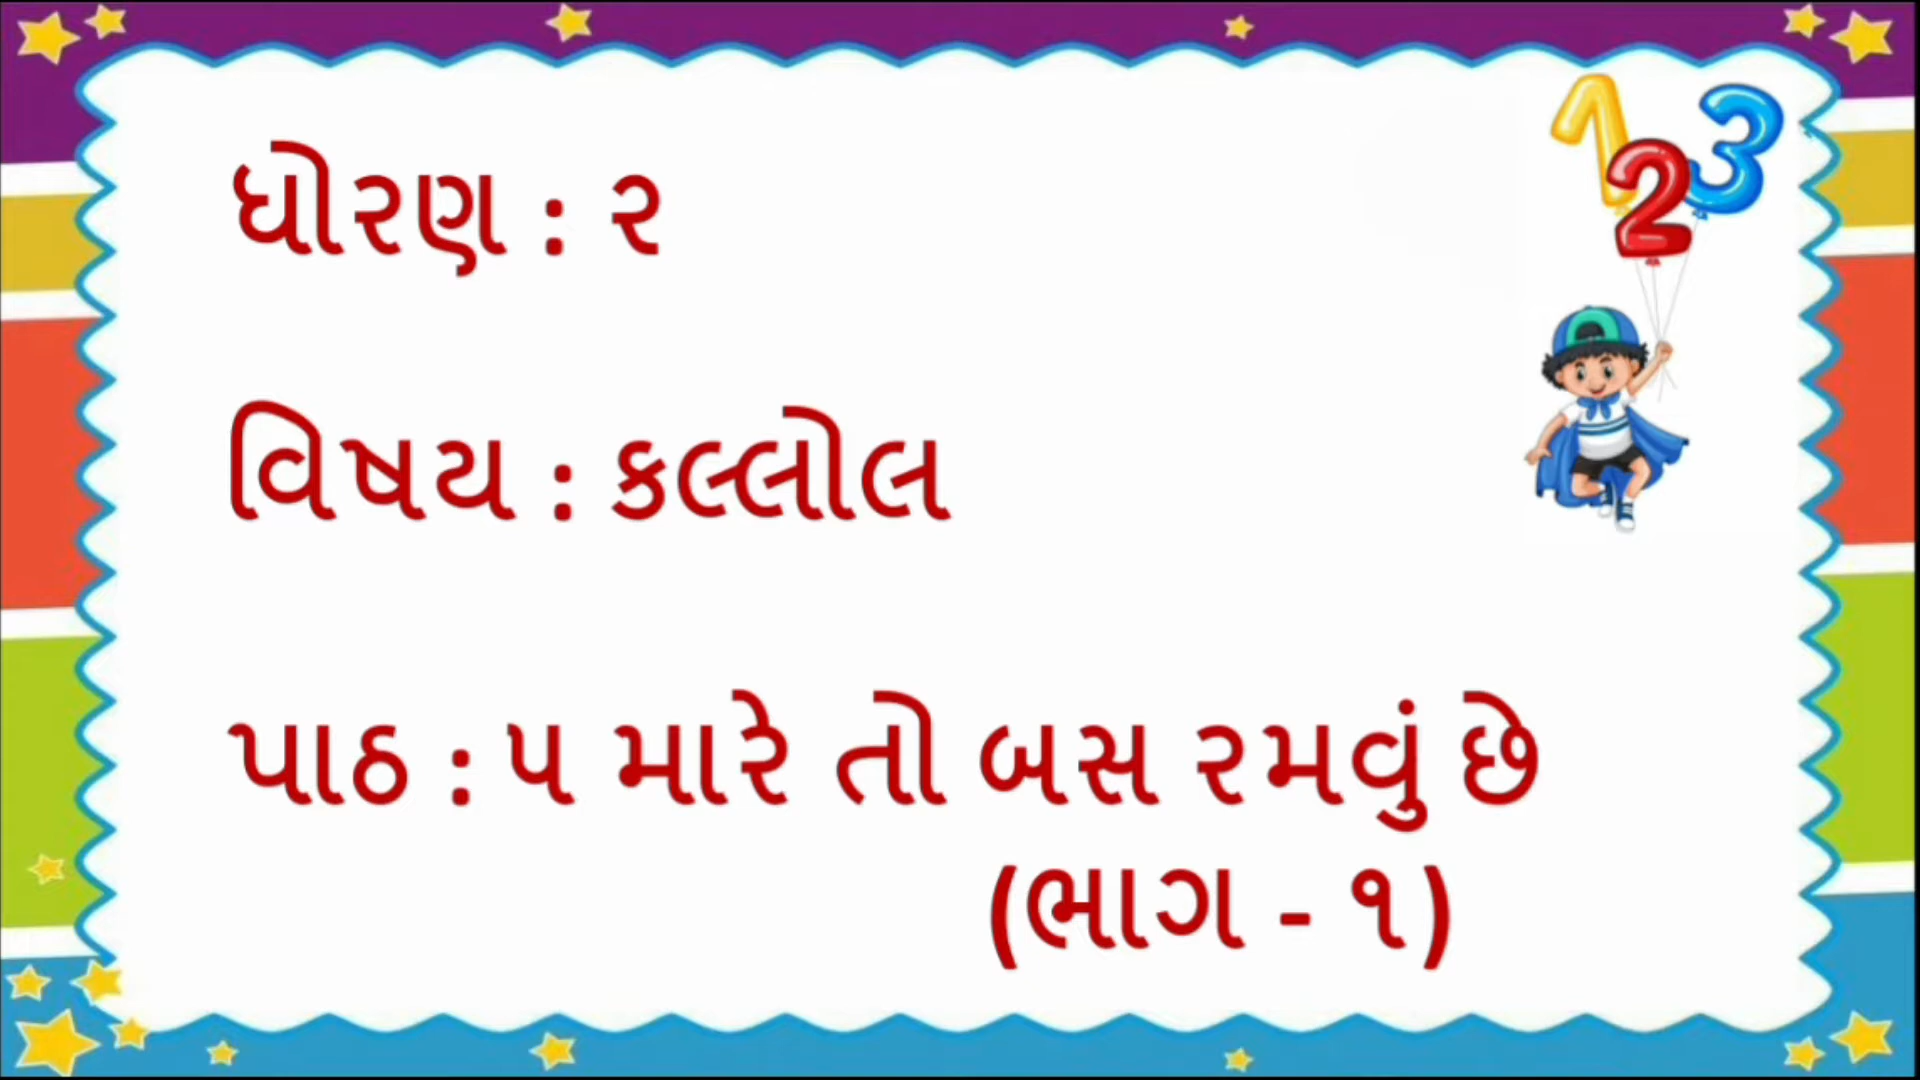 ધોરણ : ૨
વિષય : કલ્લોલ
પાઠ : ૫ મારે તો બસ રમવું છે
(ભાગ - ૧)
123